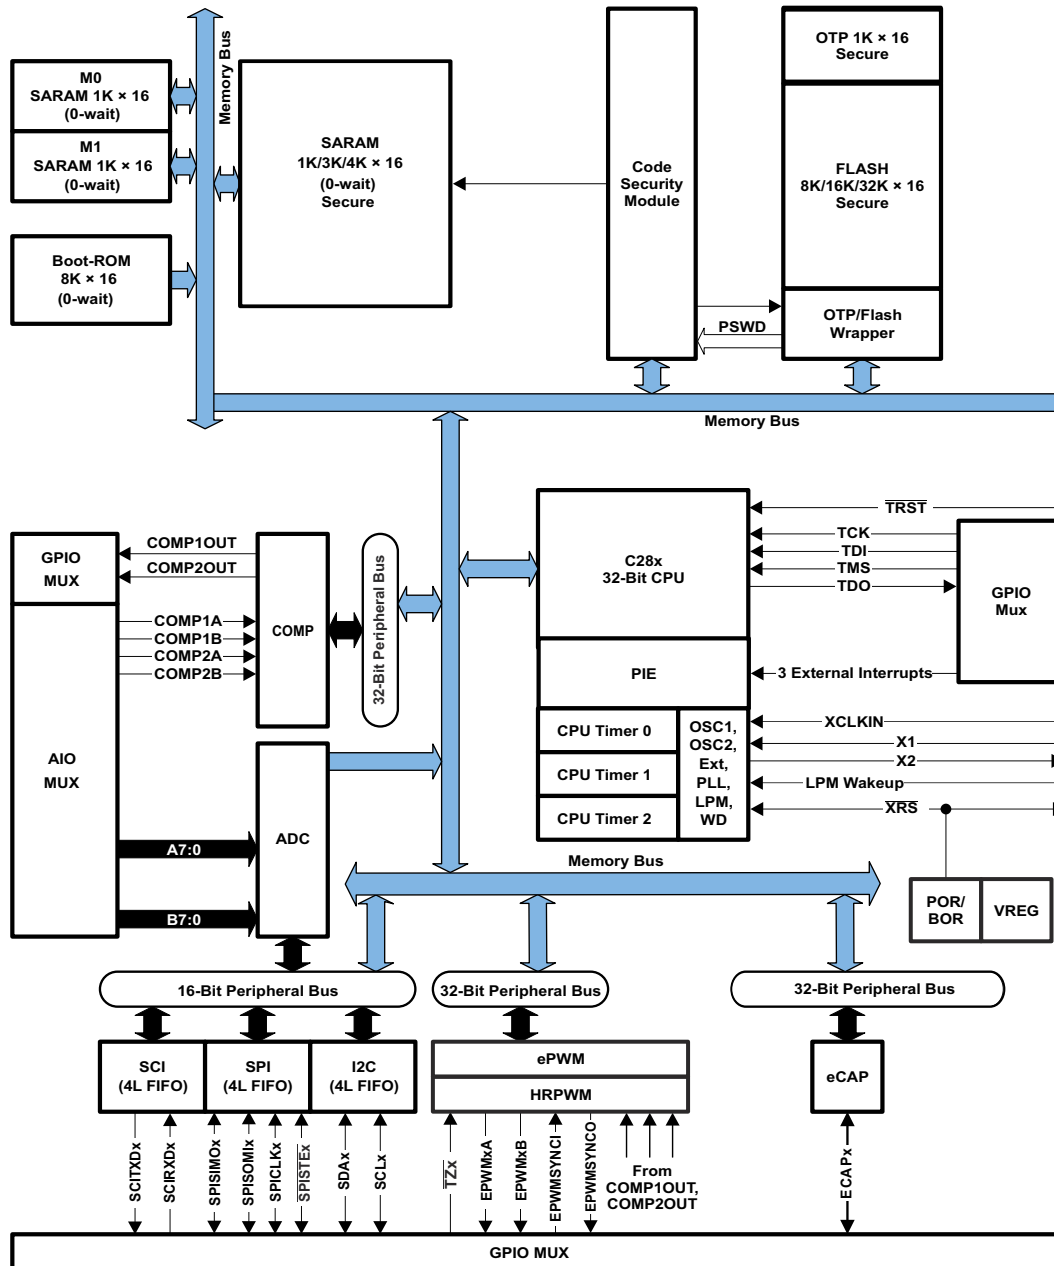 Memory Bus
M0
SARAM 1K × 16
(0-wait)
M1
SARAM 1K × 16
(0-wait)
Boot-ROM
8K × 16
(0-wait)
SARAM
1K/3K/4K × 16
(0-wait)
Secure
Code
Security
Module
OTP 1K × 16
Secure
FLASH
8K/16K/32K × 16
Secure
OTP/Flash
Wrapper
PSWD
Memory Bus
GPIO
MUX
COMP1OUT
COMP2OUT
COMP1A
COMP1B
COMP2A
COMP2B
COMP
32-Bit Peripheral Bus
AIO
MUX
A7:0
B7:0
ADC
C28x
32-Bit CPU
PIE
CPU Timer 0
CPU Timer 1
CPU Timer 2
OSC1,
OSC2,
Ext,
PLL,
LPM,
WD
TRST
TCK
TDI
TMS
TDO
GPIO
Mux
3 External Interrupts
XCLKIN
X1
X2
LPM Wakeup
XRS
POR/
BOR
VREG
Memory Bus
16-Bit Peripheral Bus
32-Bit Peripheral Bus
32-Bit Peripheral Bus
SCI
(4L FIFO)
SPI
(4L FIFO)
I2C
(4L FIFO)
ePWM
HRPWM
eCAP
SCITXDx
SCIRXDx
SPISIMOx
SPISOMIx
SPICLKx
SPISTEx
SDAx
SCLx
TZx
EPWMxA
EPWMxB
EPWMSYNCI
EPWMSYNCO
From
COMP1OUT,
COMP2OUT
ECAPx
GPIO MUX